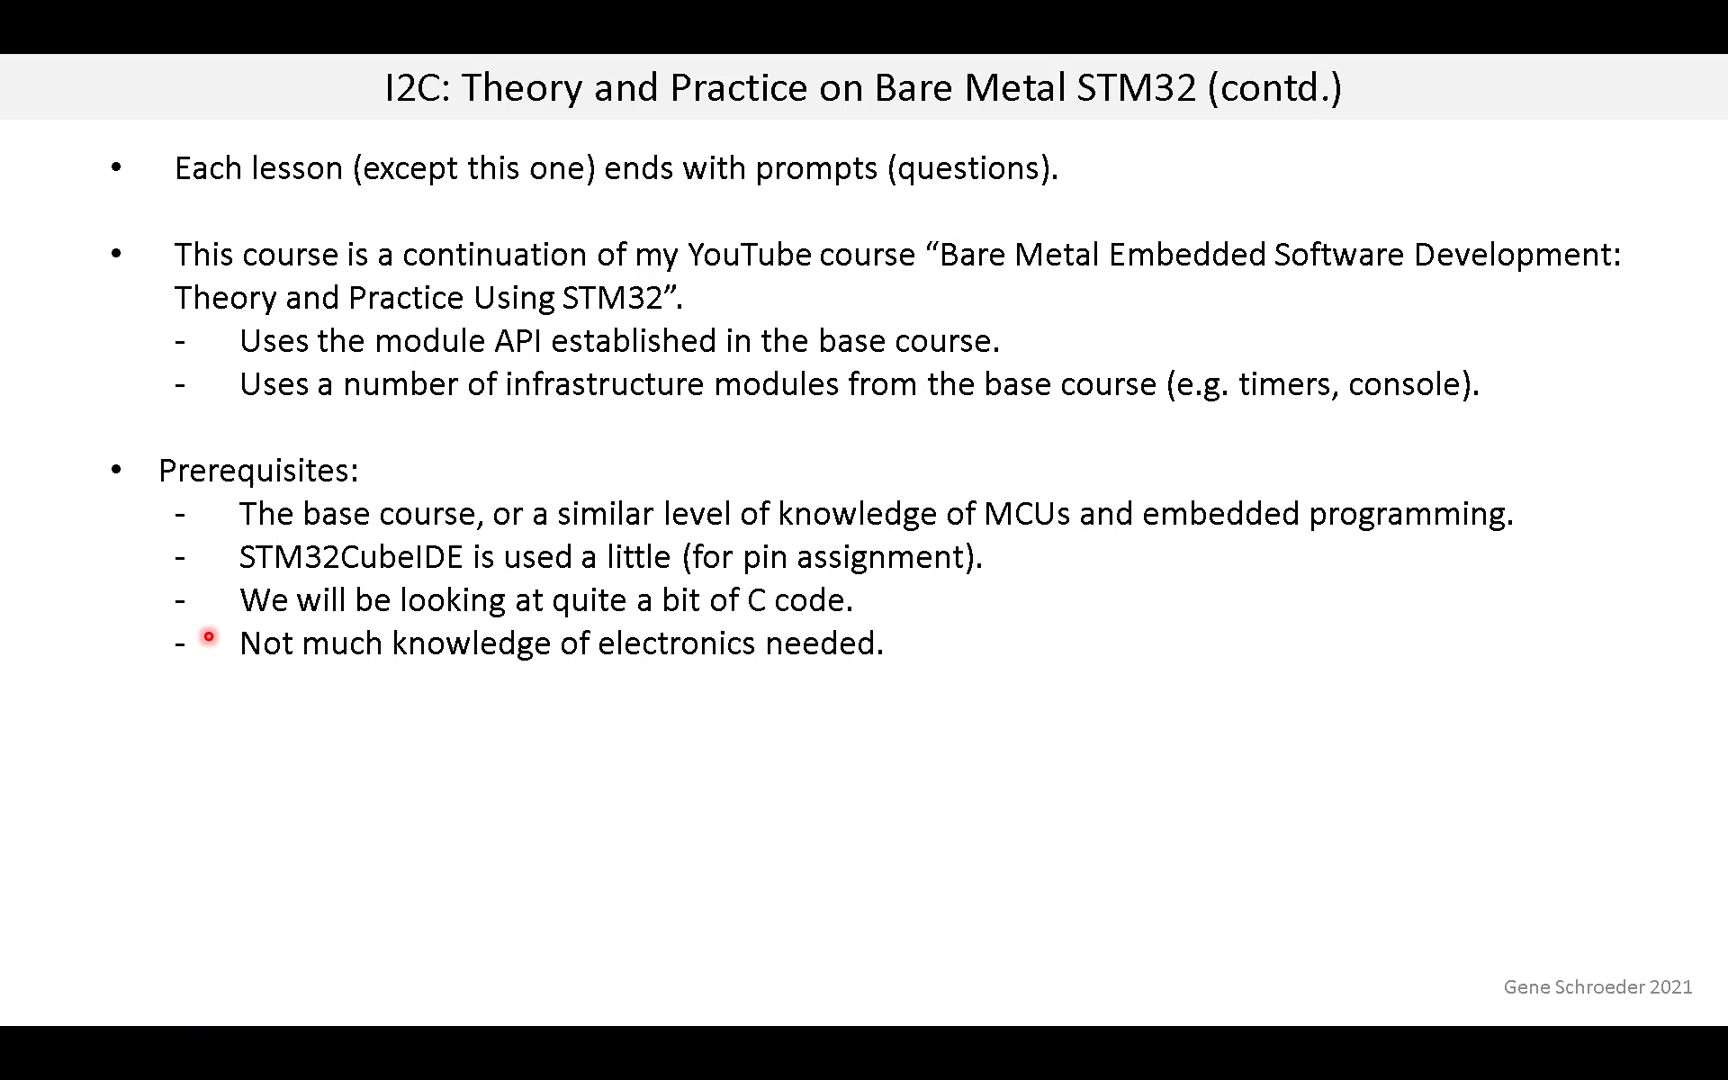 I2C: Theory and Practice on Bare Metal STM32 (contd.)
• Each lesson (except this one) ends with prompts (questions).
• This course is a continuation of my YouTube course “Bare Metal Embedded Software Development:
Theory and Practice Using STM32”.
- Uses the module API established in the base course.
- Uses a number of infrastructure modules from the base course (e.g. timers, console).
• Prerequisites:
- The base course, or a similar level of knowledge of MCUs and embedded programming.
- STM32CubeIDE is used a little (for pin assignment).
- We will be looking at quite a bit of C code.
- Not much knowledge of electronics needed.
Gene Schroeder 2021